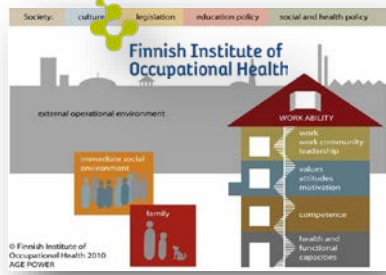 Society: culture legislation education policy social and health policy
Finnish Institute of
Occupational Health
external operational environment
WORK ABILITY
work
work community
leadership
immediate social
environment
values
attitudes
motivation
family
competence
health and
functional
capacities
© Finnish Institute of
Occupational Health 2010
AGE POWER